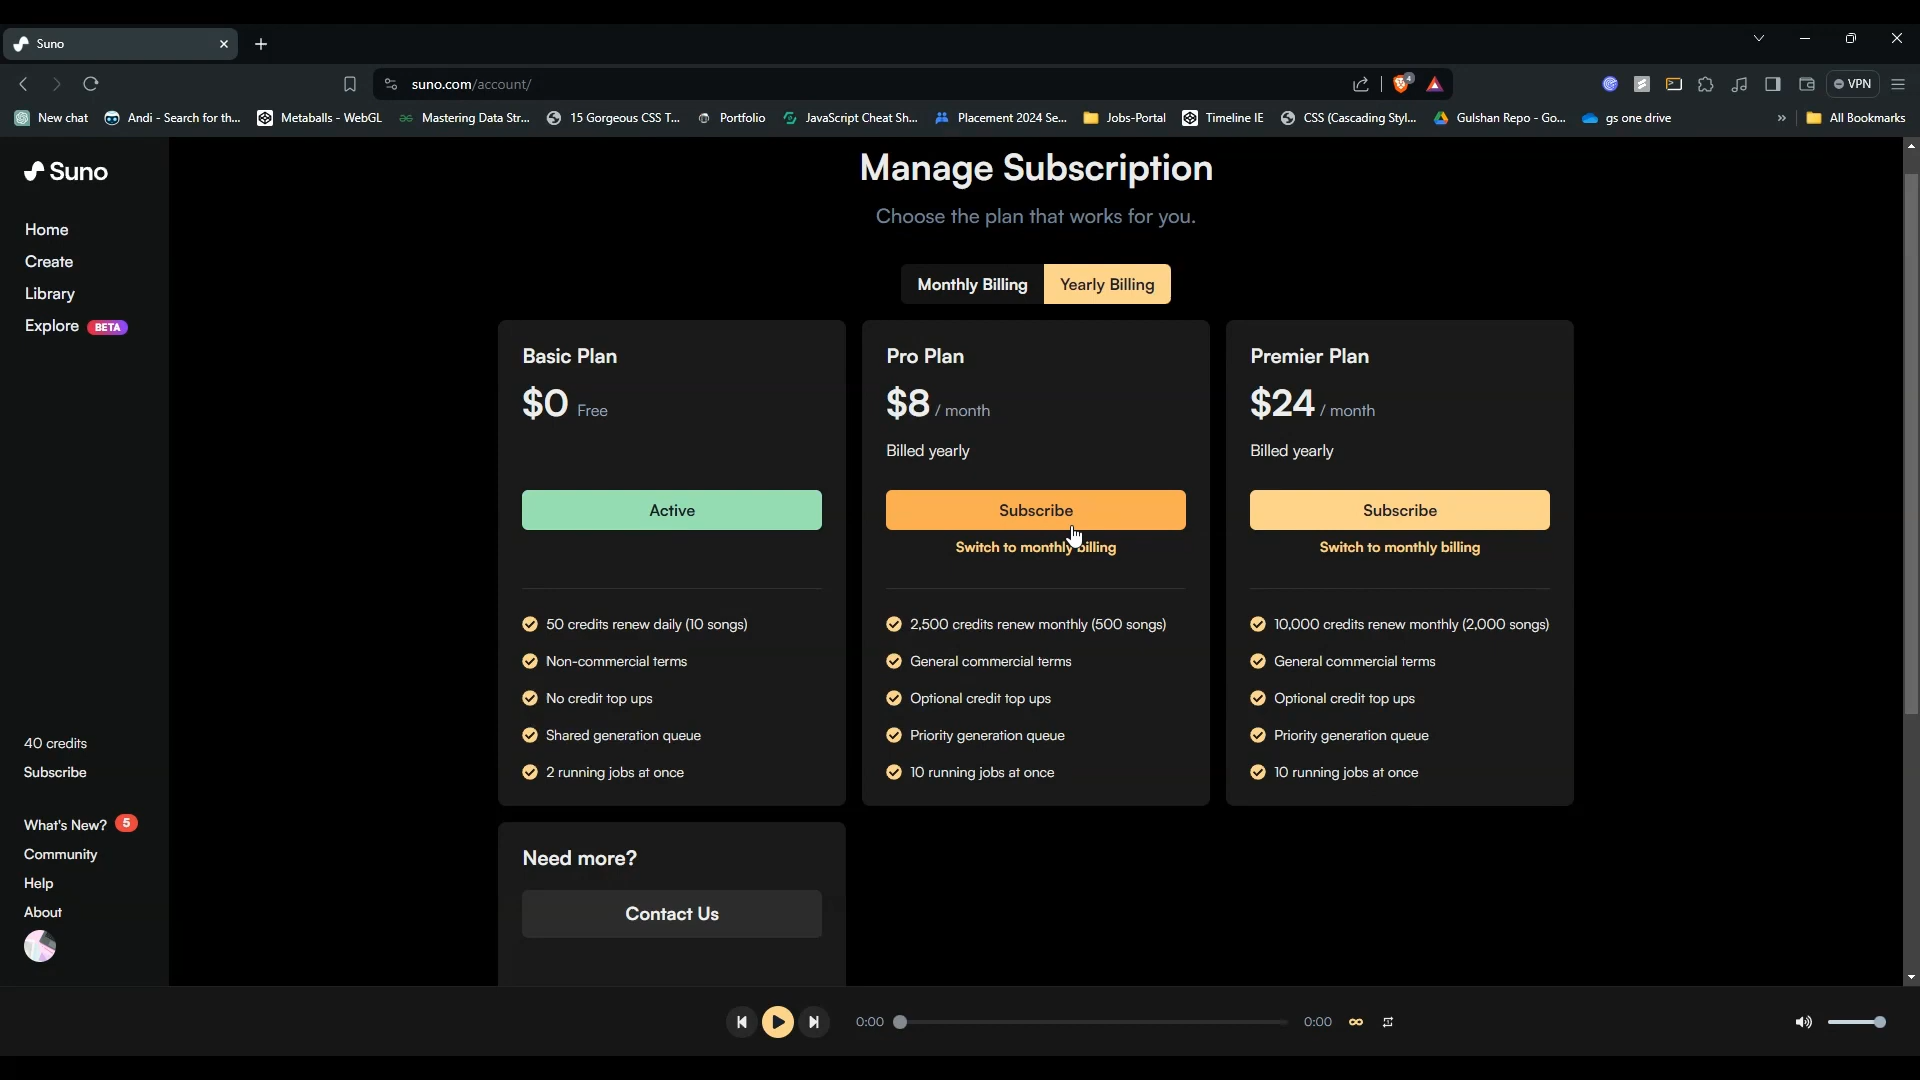 Suno
suno.com/account/
VPN
New chat
Andi - Search for th...
Metaballs - WebGL
Mastering Data Str...
15 Gorgeous CSS T...
Portfolio
JavaScript Cheat Sh...
Placement 2024 Se...
Jobs-Portal
Timeline IE
CSS (Cascading Styl...
Gulshan Repo - Go...
gs one drive
»
All Bookmarks
Suno
Home
Create
Library
Explore BETA
40 credits
Subscribe
What's New? 5
Community
Help
About
Manage Subscription
Choose the plan that works for you.
Monthly Billing
Yearly Billing
Basic Plan
$0 Free
Active
50 credits renew daily (10 songs)
Non-commercial terms
No credit top ups
Shared generation queue
2 running jobs at once
Pro Plan
$8 / month
Billed yearly
Subscribe
Switch to monthly billing
2,500 credits renew monthly (500 songs)
General commercial terms
Optional credit top ups
Priority generation queue
10 running jobs at once
Premier Plan
$24 / month
Billed yearly
Subscribe
Switch to monthly billing
10,000 credits renew monthly (2,000 songs)
General commercial terms
Optional credit top ups
Priority generation queue
10 running jobs at once
Need more?
Contact Us
0:00
0:00